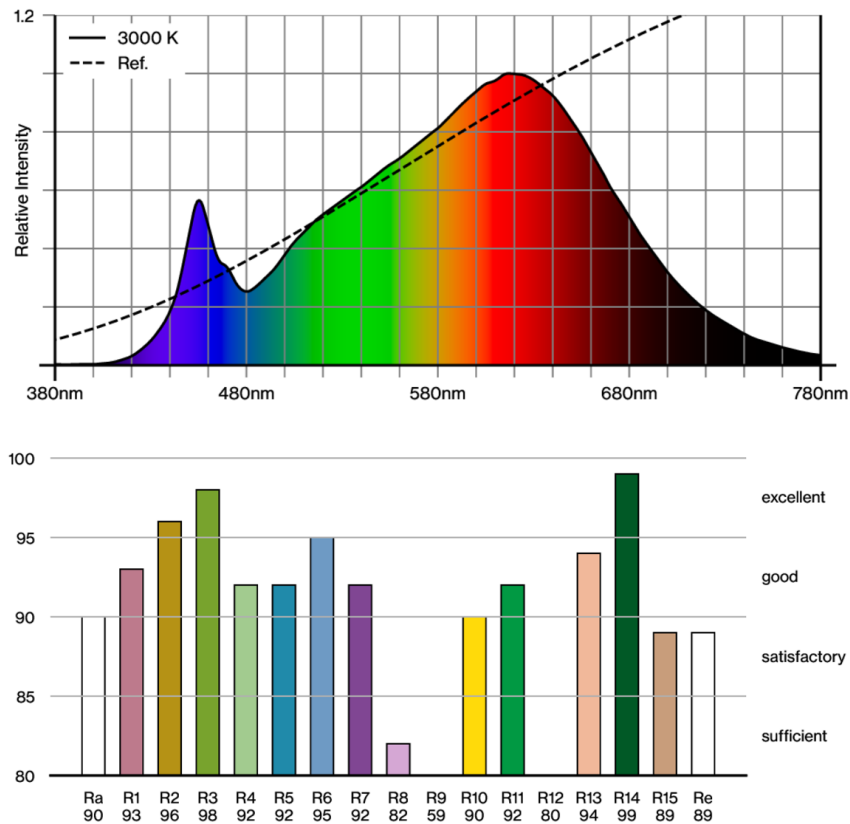 1.2
3000 K
Ref.
Relative Intensity
380nm 480nm 580nm 680nm 780nm
100
excellent
95
good
90
satisfactory
85
sufficient
80
Ra R1 R2 R3 R4 R5 R6 R7 R8 R9 R10 R11 R12 R13 R14 R15 Re
90 93 96 98 92 92 95 92 82 59 90 92 80 94 99 89 89